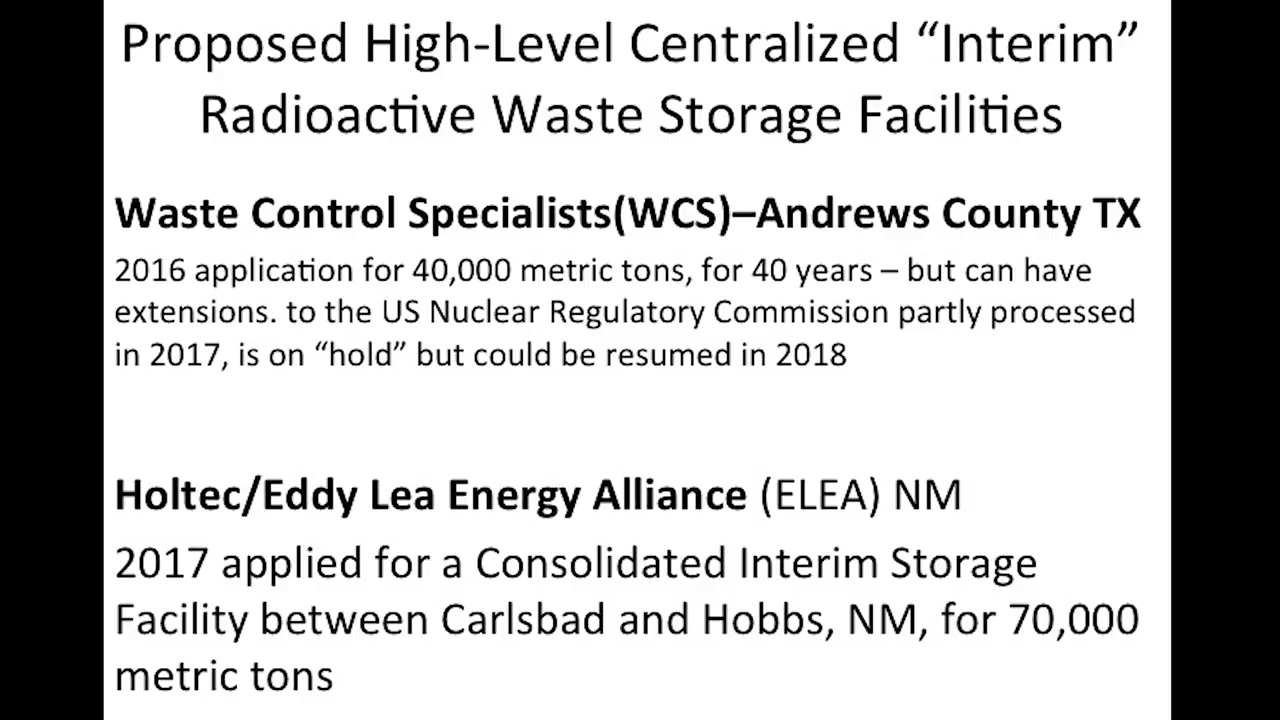 Proposed High-Level Centralized “Interim”
Radioactive Waste Storage Facilities
Waste Control Specialists(WCS)–Andrews County TX
2016 application for 40,000 metric tons, for 40 years – but can have
extensions. to the US Nuclear Regulatory Commission partly processed
in 2017, is on “hold” but could be resumed in 2018
Holtec/Eddy Lea Energy Alliance (ELEA) NM
2017 applied for a Consolidated Interim Storage
Facility between Carlsbad and Hobbs, NM, for 70,000
metric tons